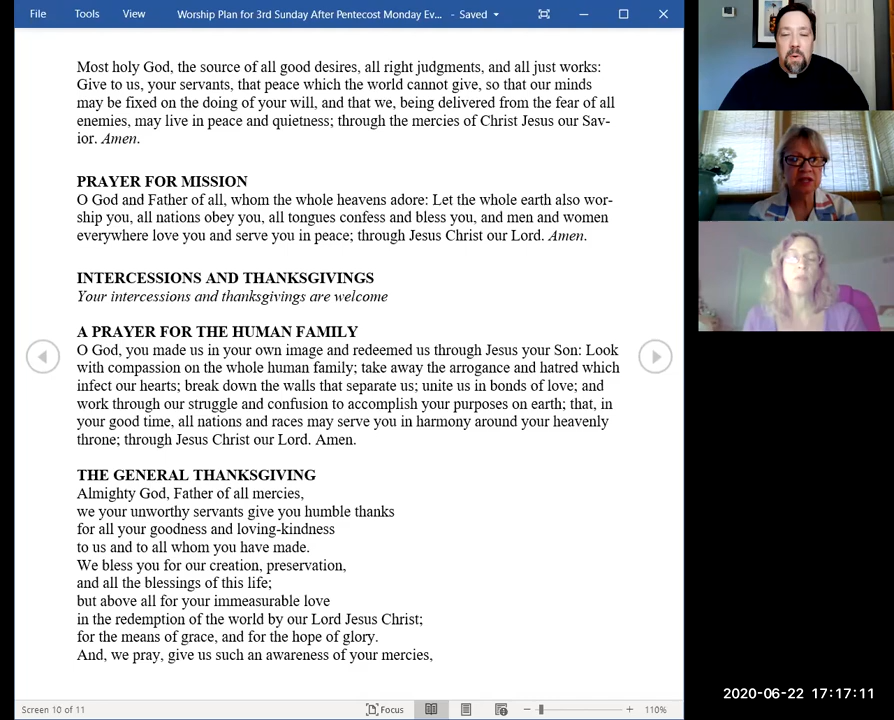 File Tools View Worship Plan for 3rd Sunday After Pentecost Monday Ev... - Saved
Most holy God, the source of all good desires, all right judgments, and all just works:
Give to us, your servants, that peace which the world cannot give, so that our minds
may be fixed on the doing of your will, and that we, being delivered from the fear of all
enemies, may live in peace and quietness; through the mercies of Christ Jesus our Sav-
ior. Amen.
PRAYER FOR MISSION
O God and Father of all, whom the whole heavens adore: Let the whole earth also wor-
ship you, all nations obey you, all tongues confess and bless you, and men and women
everywhere love you and serve you in peace; through Jesus Christ our Lord. Amen.
INTERCESSIONS AND THANKSGIVINGS
Your intercessions and thanksgivings are welcome
A PRAYER FOR THE HUMAN FAMILY
O God, you made us in your own image and redeemed us through Jesus your Son: Look
with compassion on the whole human family; take away the arrogance and hatred which
infect our hearts; break down the walls that separate us; unite us in bonds of love; and
work through our struggle and confusion to accomplish your purposes on earth; that, in
your good time, all nations and races may serve you in harmony around your heavenly
throne; through Jesus Christ our Lord. Amen.
THE GENERAL THANKSGIVING
Almighty God, Father of all mercies,
we your unworthy servants give you humble thanks
for all your goodness and loving-kindness
to us and to all whom you have made.
We bless you for our creation, preservation,
and all the blessings of this life;
but above all for your immeasurable love
in the redemption of the world by our Lord Jesus Christ;
for the means of grace, and for the hope of glory.
And, we pray, give us such an awareness of your mercies,
Screen 10 of 11 Focus 110%
2020-06-22 17:17:11